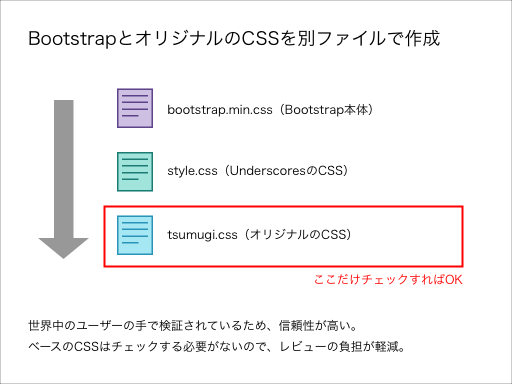 BootstrapとオリジナルのCSSを別ファイルで作成
bootstrap.min.css（Bootstrap本体）
style.css（UnderscoresのCSS）
tsumugi.css（オリジナルのCSS）
ここだけチェックすればOK
世界中のユーザーの手で検証されているため、信頼性が高い。
ベースのCSSはチェックする必要がないので、レビューの負担が軽減。